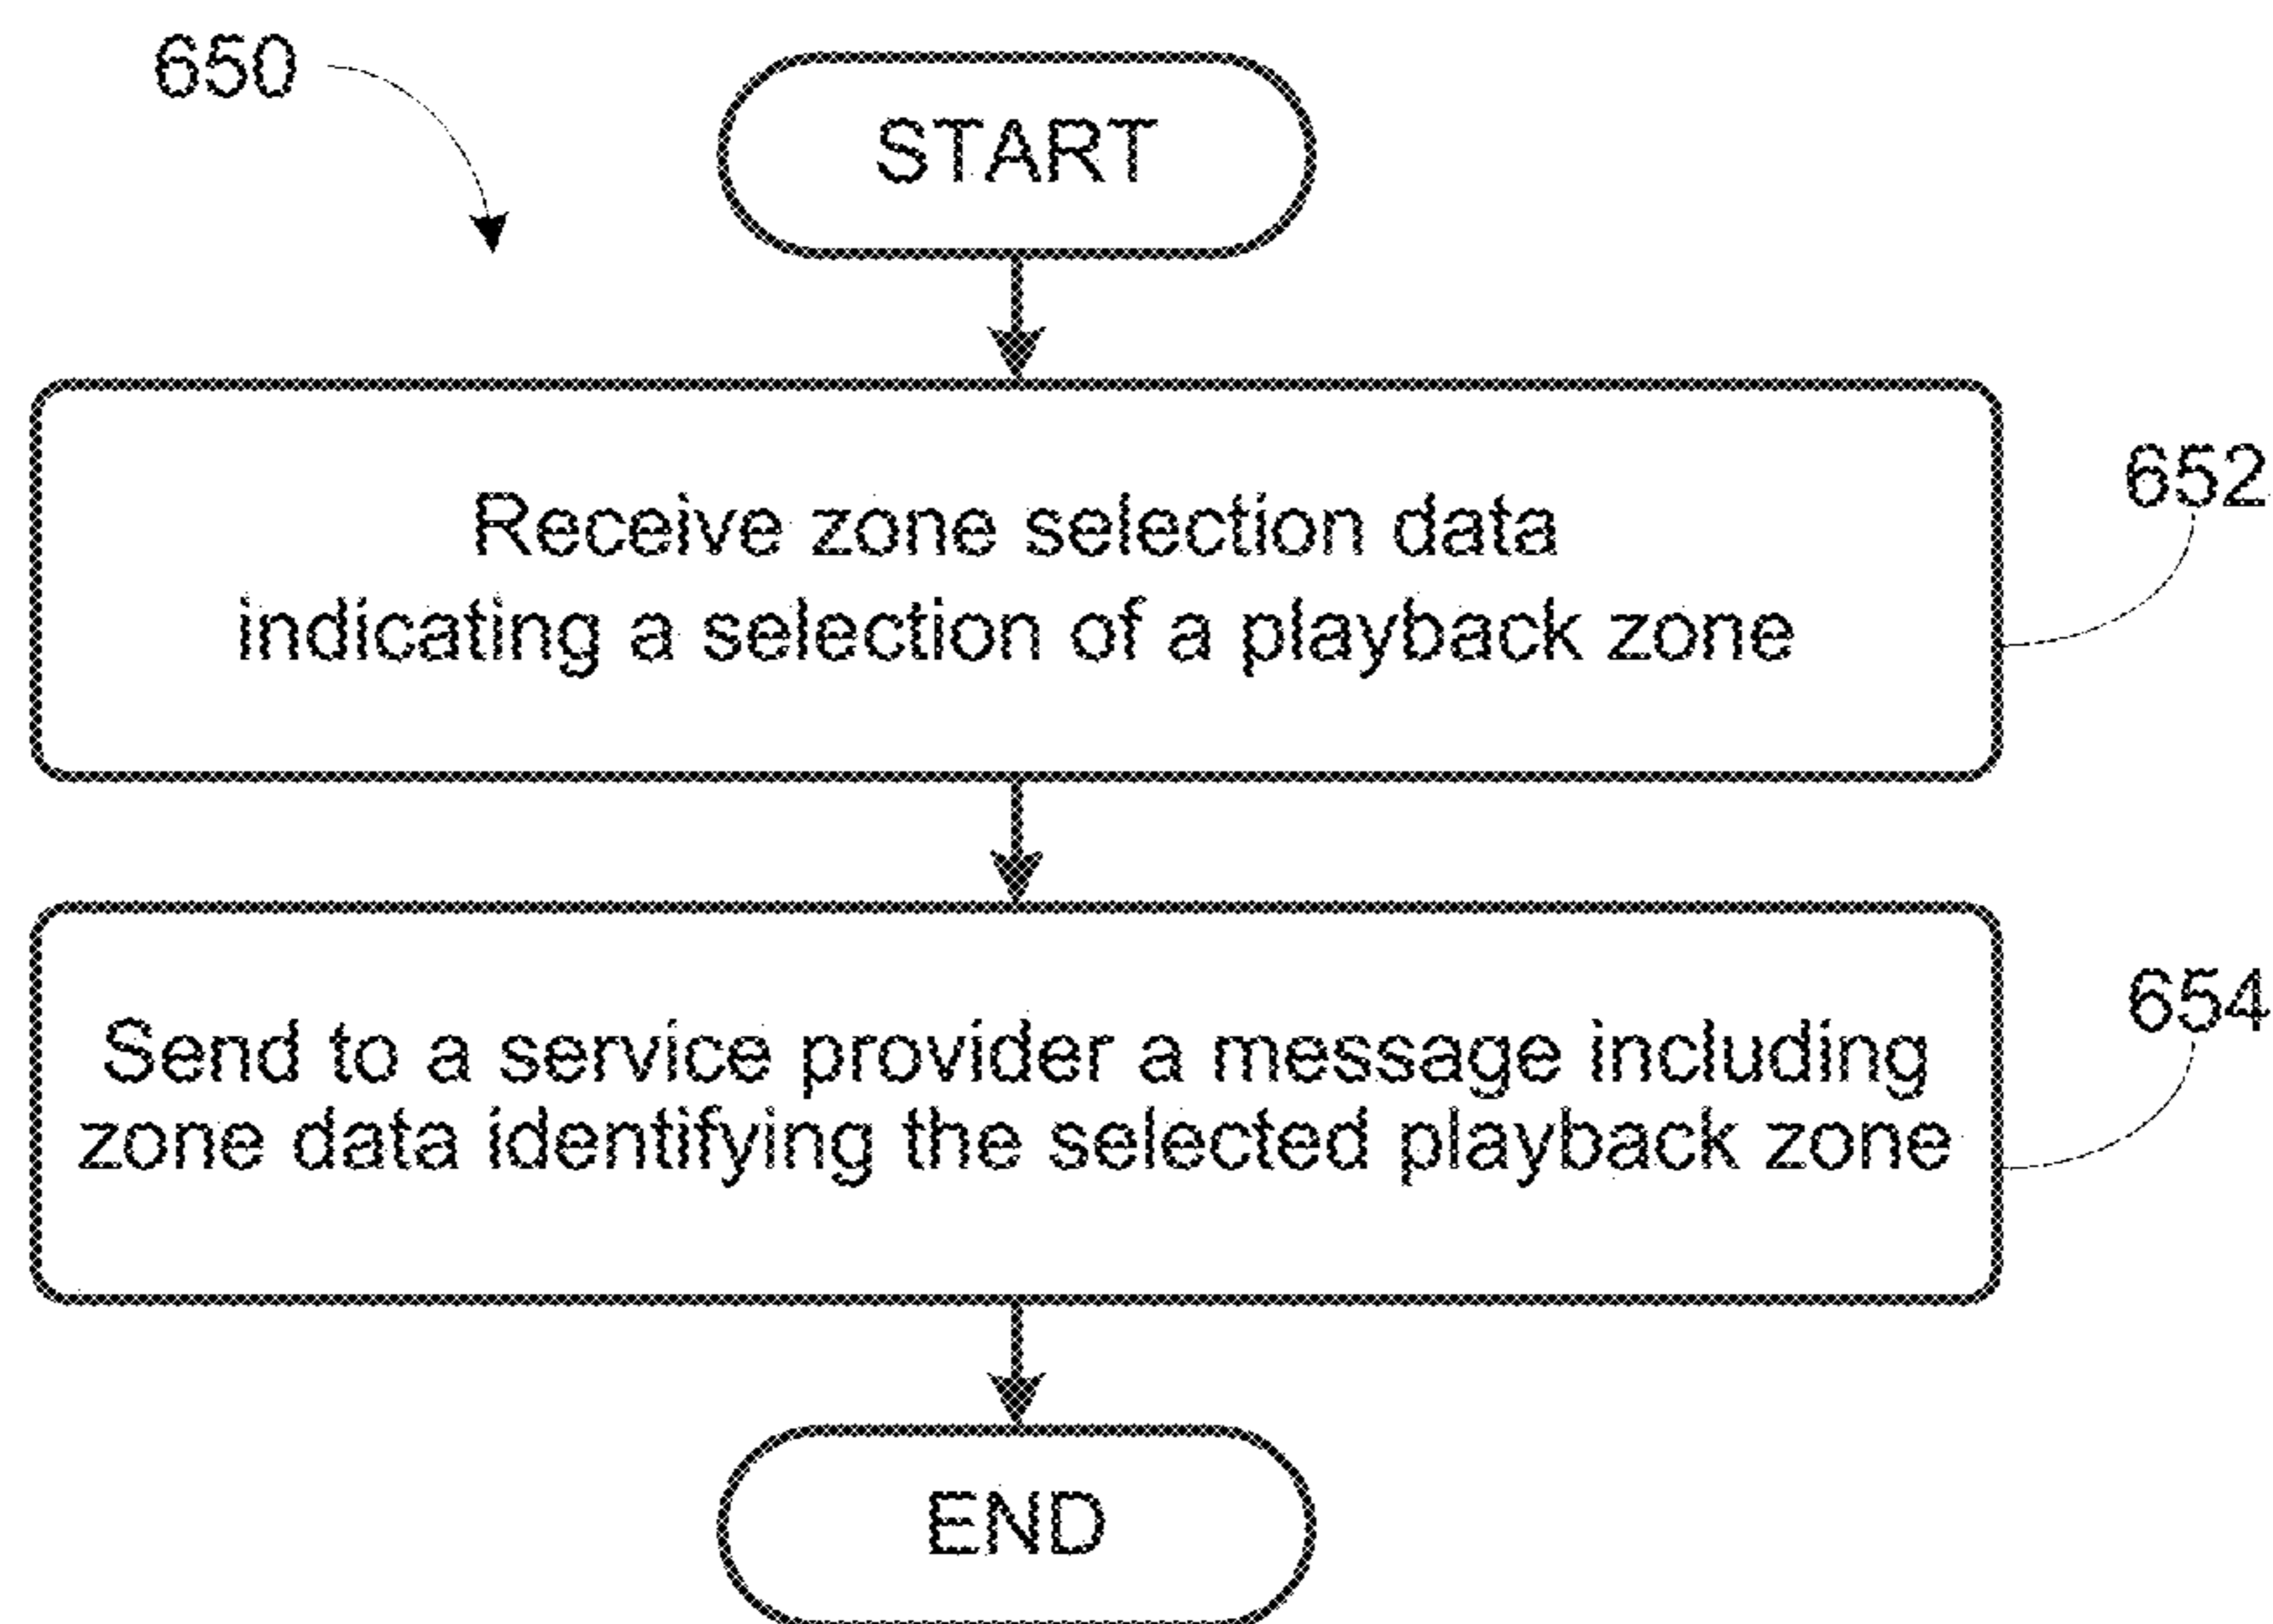 650
START
Receive zone selection data
indicating a selection of a playback zone
652
Send to a service provider a message including
zone data identifying the selected playback zone
654
END